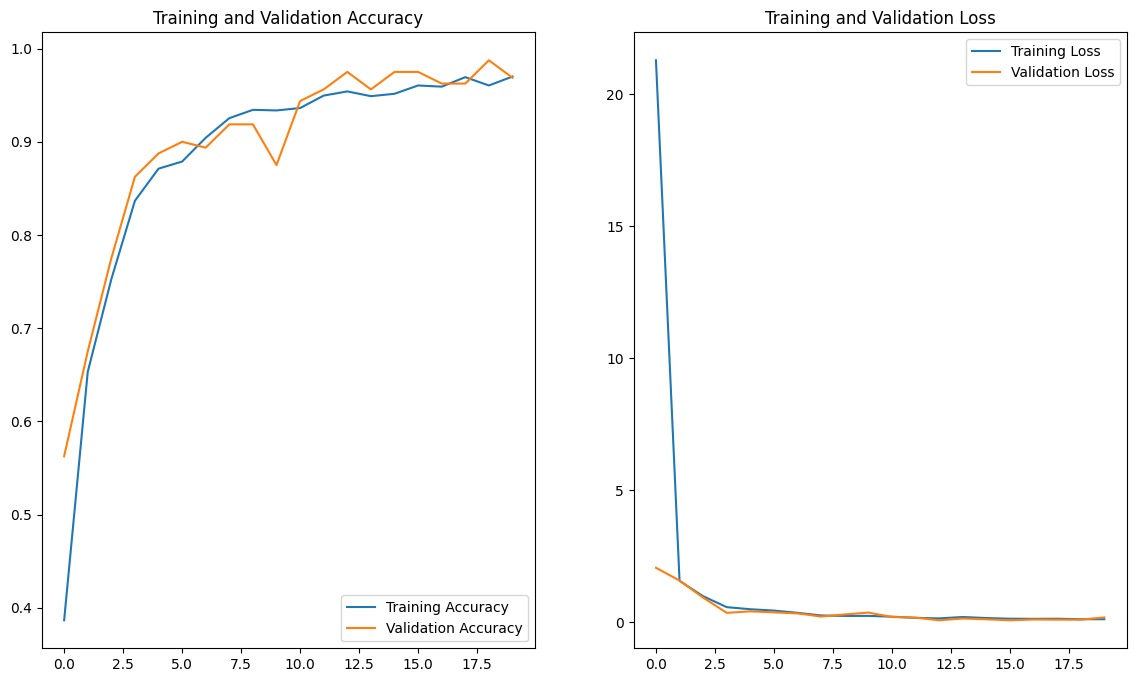 Training and Validation Accuracy
1.0
0.9
0.8
0.7
0.6
0.5
0.4
Training Accuracy
Validation Accuracy
0.0 2.5 5.0 7.5 10.0 12.5 15.0 17.5
Training and Validation Loss
Training Loss
Validation Loss
20
15
10
5
0
0.0 2.5 5.0 7.5 10.0 12.5 15.0 17.5